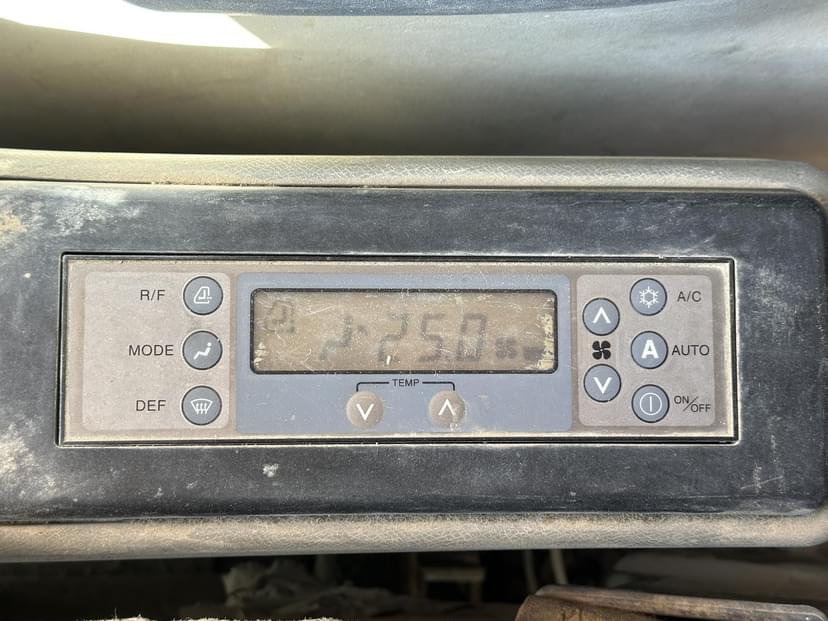 R/F
MODE
DEF
25.0
TEMP
A/C
A AUTO
ON/OFF